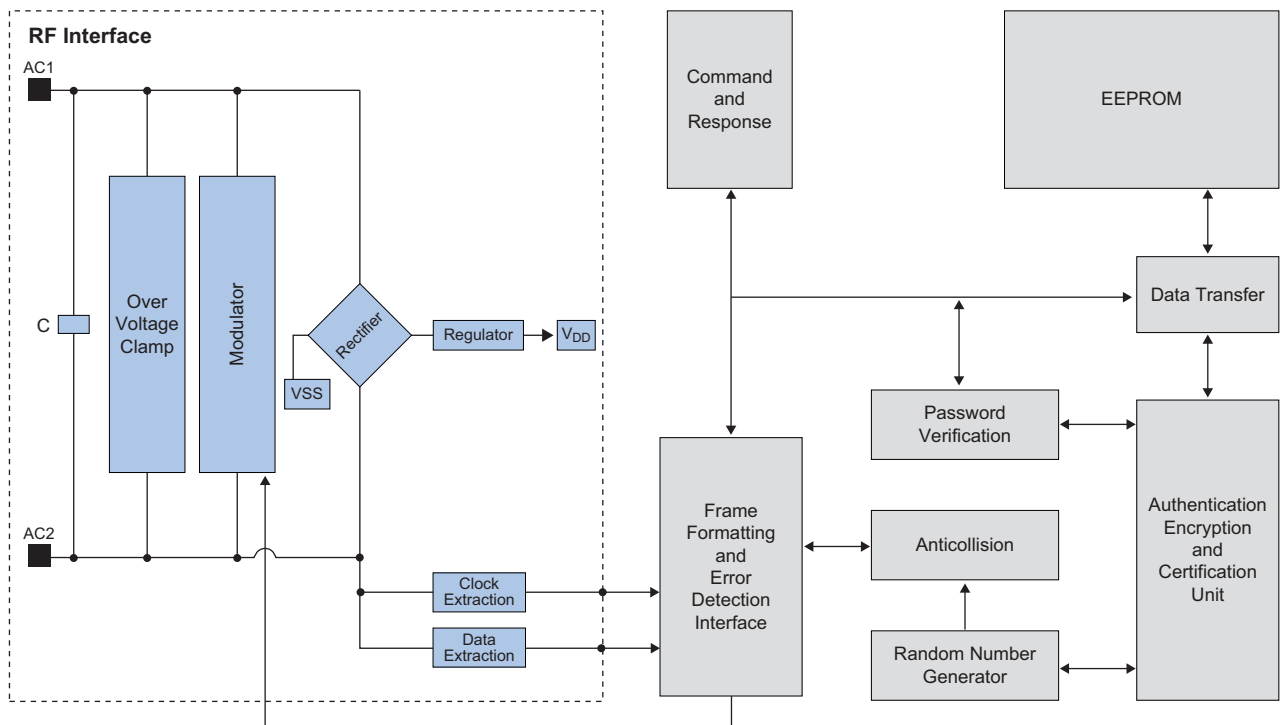 RF Interface
AC1
C
Over
Voltage
Clamp
Modulator
Rectifier
VSS
Regulator
VDD
AC2
Clock
Extraction
Data
Extraction
Command
and
Response
EEPROM
Data Transfer
Password
Verification
Frame
Formatting
and
Error
Detection
Interface
Anticollision
Random Number
Generator
Authentication
Encryption
and
Certification
Unit